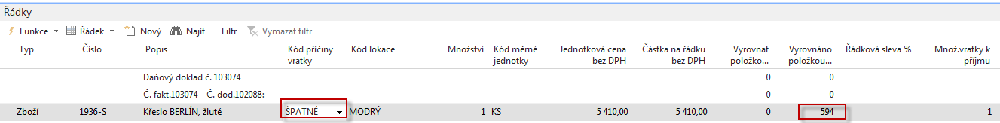 Řádky
Funkce Řádek Nový Najít Filtr Vymazat filtr
Typ Číslo Popis Kód příčiny vratky Kód lokace Množství Kód měrné jednotky Jednotková cena bez DPH Částka na řádku bez DPH Vyrovnat položko... Vyrovnáno položkou... Řádková sleva % Množ.vratky k příjmu
Daňový doklad č. 103074 0 0
Č. fakt.103074 - Č. dod.102088: 0 0
Zboží 1936-S Křeslo BERLÍN, žluté ŠPATNÉ MODRÝ 1 KS 5 410,00 5 410,00 0 594 1